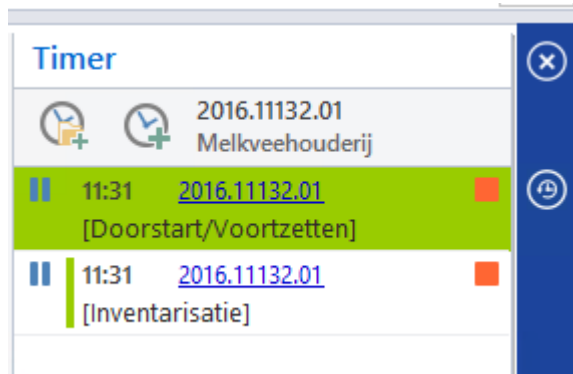 Timer
2016.11132.01
Melkveehouderij
11:31 2016.11132.01
[Doorstart/Voortzetten]
11:31 2016.11132.01
[Inventarisatie]